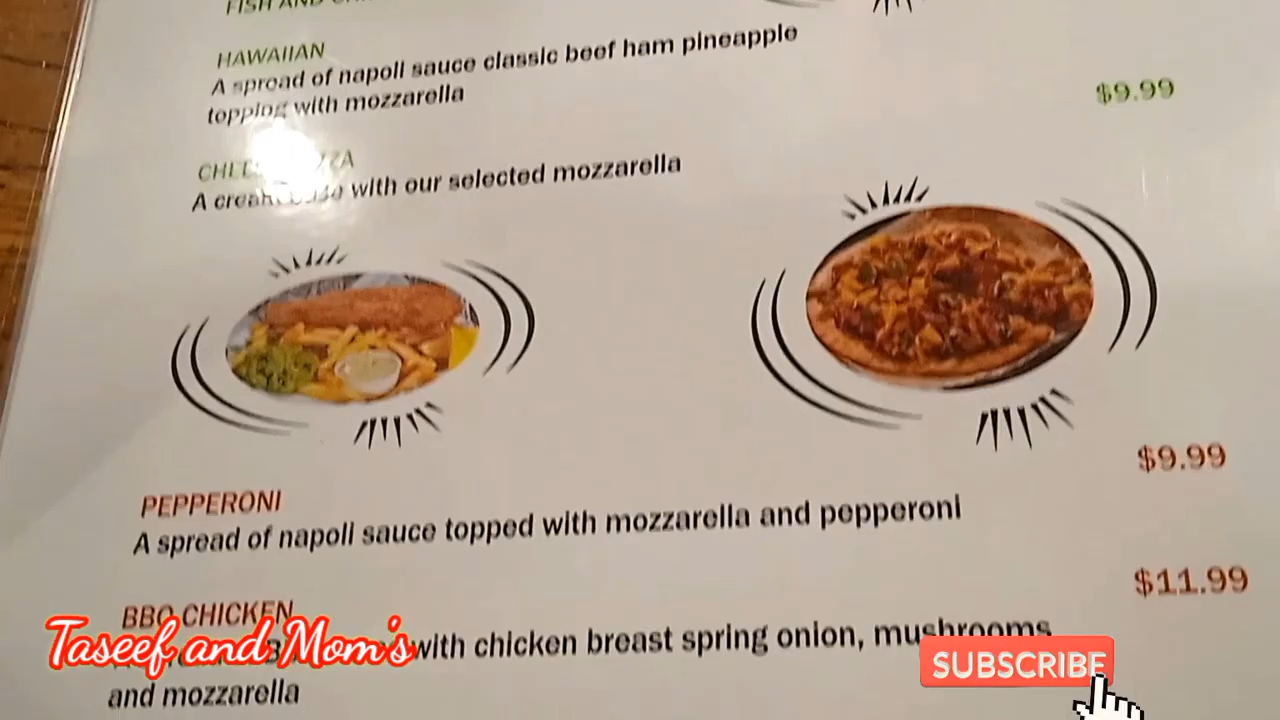 FISH AND
HAWAIIAN
A spread of napoli sauce classic beef ham pineapple
topping with mozzarella
$9.99
A with our selected mozzarella
$9.99
PEPPERONI
A spread of napoli sauce topped with mozzarella and pepperoni
$11.99
BBQ CHICKEN
Taseef and Mom's
with chicken breast spring onion, mushrooms
SUBSCRIBE
and mozzarella